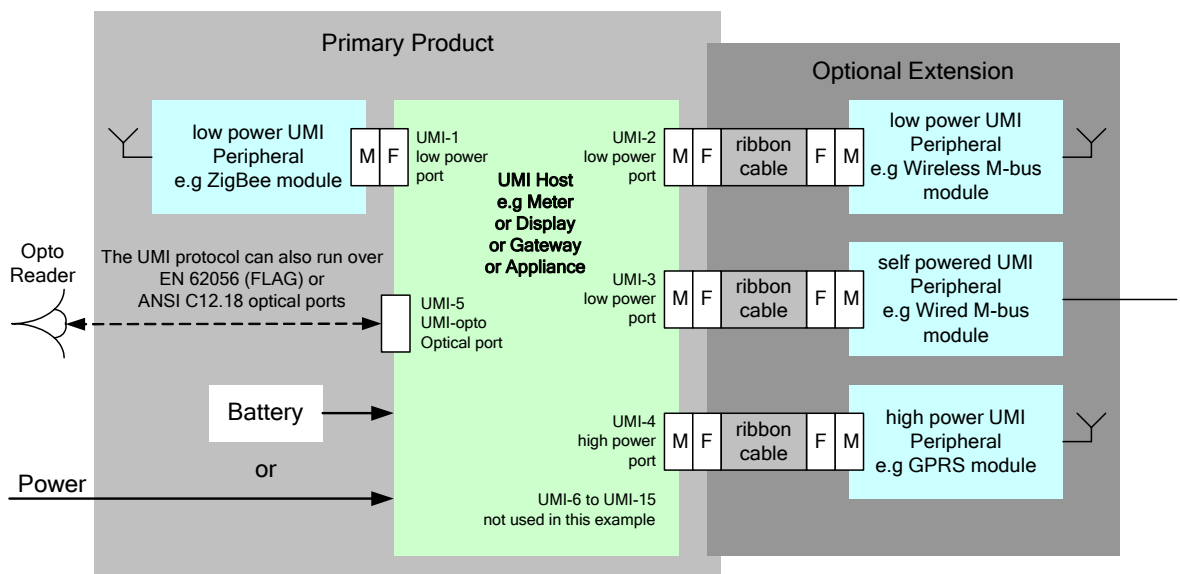 Primary Product
Optional Extension
low power UMI
Peripheral
e.g ZigBee module
M F
UMI-1
low power
port
UMI Host
e.g Meter
or Display
or Gateway
or Appliance
UMI-2
low power
port
M F
ribbon
cable
F M
low power UMI
Peripheral
e.g Wireless M-bus
module
Opto
Reader
The UMI protocol can also run over
EN 62056 (FLAG) or
ANSI C12.18 optical ports
UMI-5
UMI-opto
Optical port
UMI-3
low power
port
M F
ribbon
cable
F M
self powered UMI
Peripheral
e.g Wired M-bus
module
Battery
or
Power
UMI-4
high power
port
M F
ribbon
cable
F M
high power UMI
Peripheral
e.g GPRS module
UMI-6 to UMI-15
not used in this example